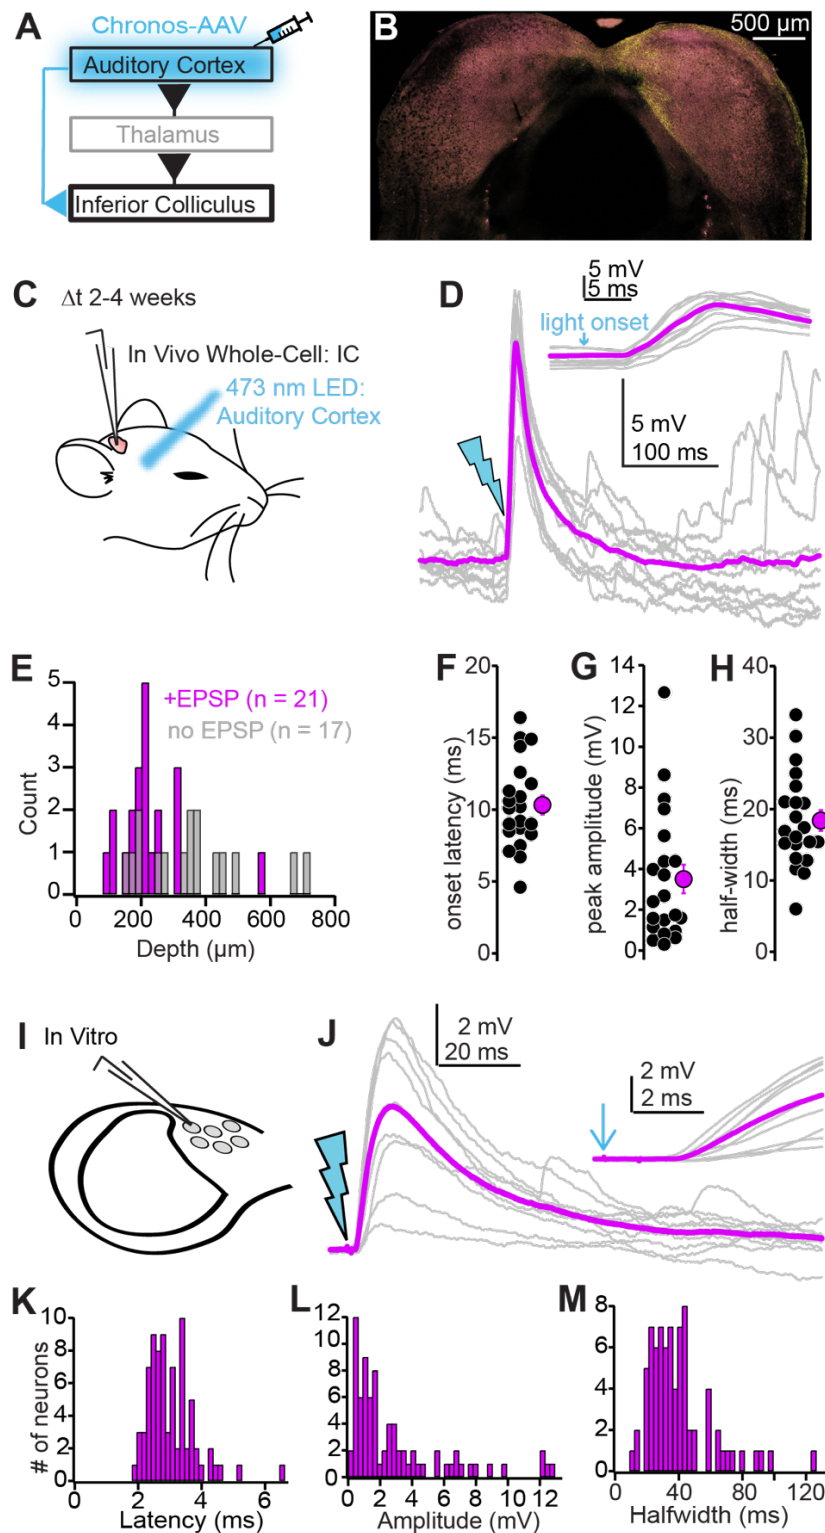 A
Chronos-AAV
Auditory Cortex
Thalamus
Inferior Colliculus
B
500 µm
C
Δt 2-4 weeks
In Vivo Whole-Cell: IC
473 nm LED:
Auditory Cortex
D
5 mV
5 ms
light onset
5 mV
100 ms
E
5
4
3
2
1
0
Count
+EPSP (n = 21)
no EPSP (n = 17)
0 200 400 600 800
Depth (µm)
F
20
15
10
5
0
onset latency (ms)
G
14
12
10
8
6
4
2
0
peak amplitude (mV)
H
40
30
20
10
0
half-width (ms)
I
In Vitro
J
2 mV
20 ms
2 mV
2 ms
K
10
8
6
4
2
0
# of neurons
0 2 4 6
Latency (ms)
L
12
10
8
6
4
2
0
0 2 4 6 8 10 12
Amplitude (mV)
M
8
6
4
2
0
0 40 80 120
Halfwidth (ms)